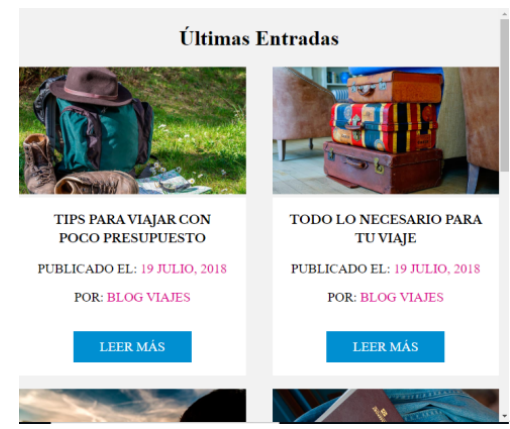 Últimas Entradas
TIPS PARA VIAJAR CON
POCO PRESUPUESTO
PUBLICADO EL: 19 JULIO, 2018
POR: BLOG VIAJES
LEER MÁS
TODO LO NECESARIO PARA
TU VIAJE
PUBLICADO EL: 19 JULIO, 2018
POR: BLOG VIAJES
LEER MÁS